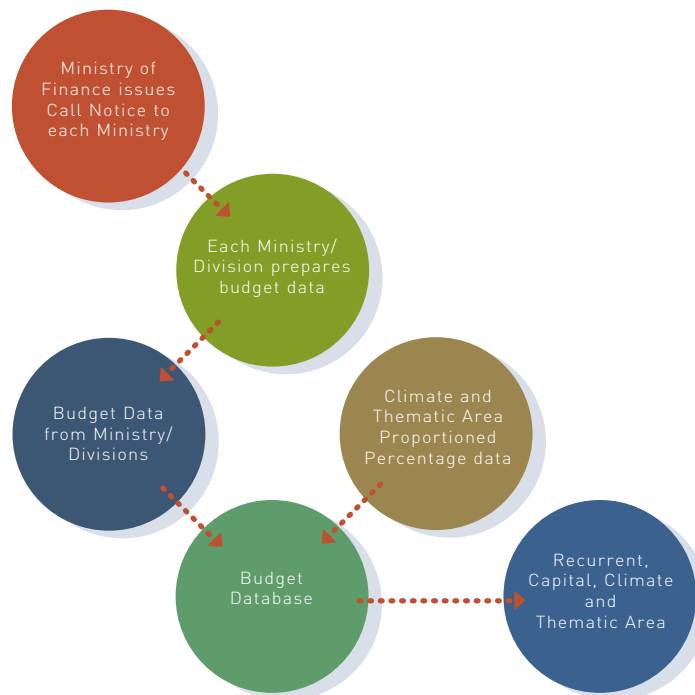 Ministry of
Finance issues
Call Notice to
each Ministry
Each Ministry/
Division prepares
budget data
Budget Data
from Ministry/
Divisions
Climate and
Thematic Area
Proportioned
Percentage data
Budget
Database
Recurrent,
Capital, Climate
and
Thematic Area